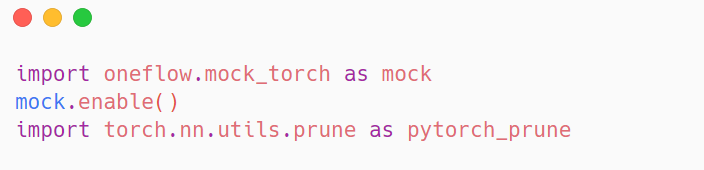 import oneflow.mock_torch as mock
mock.enable()
import torch.nn.utils.prune as pytorch_prune